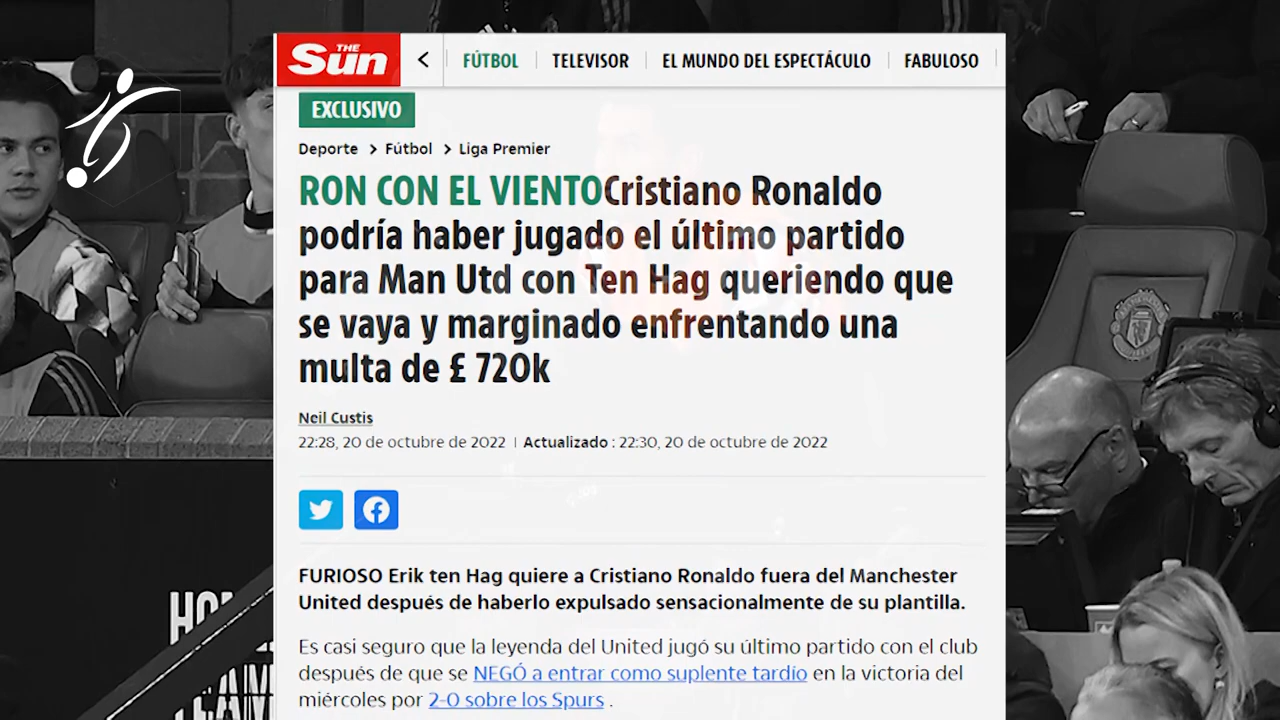 THE Sun
< FÚTBOL TELEVISOR EL MUNDO DEL ESPECTÁCULO FABULOSO
EXCLUSIVO
Deporte > Fútbol > Liga Premier
RON CON EL VIENTOCristiano Ronaldo
podría haber jugado el último partido
para Man Utd con Ten Hag queriendo que
se vaya y marginado enfrentando una
multa de £ 720k
Neil Custis
22:28, 20 de octubre de 2022 | Actualizado : 22:30, 20 de octubre de 2022
FURIOSO Erik ten Hag quiere a Cristiano Ronaldo fuera del Manchester
United después de haberlo expulsado sensacionalmente de su plantilla.
Es casi seguro que la leyenda del United jugó su último partido con el club
después de que se NEGÓ a entrar como suplente tardío en la victoria del
miércoles por 2-0 sobre los Spurs .